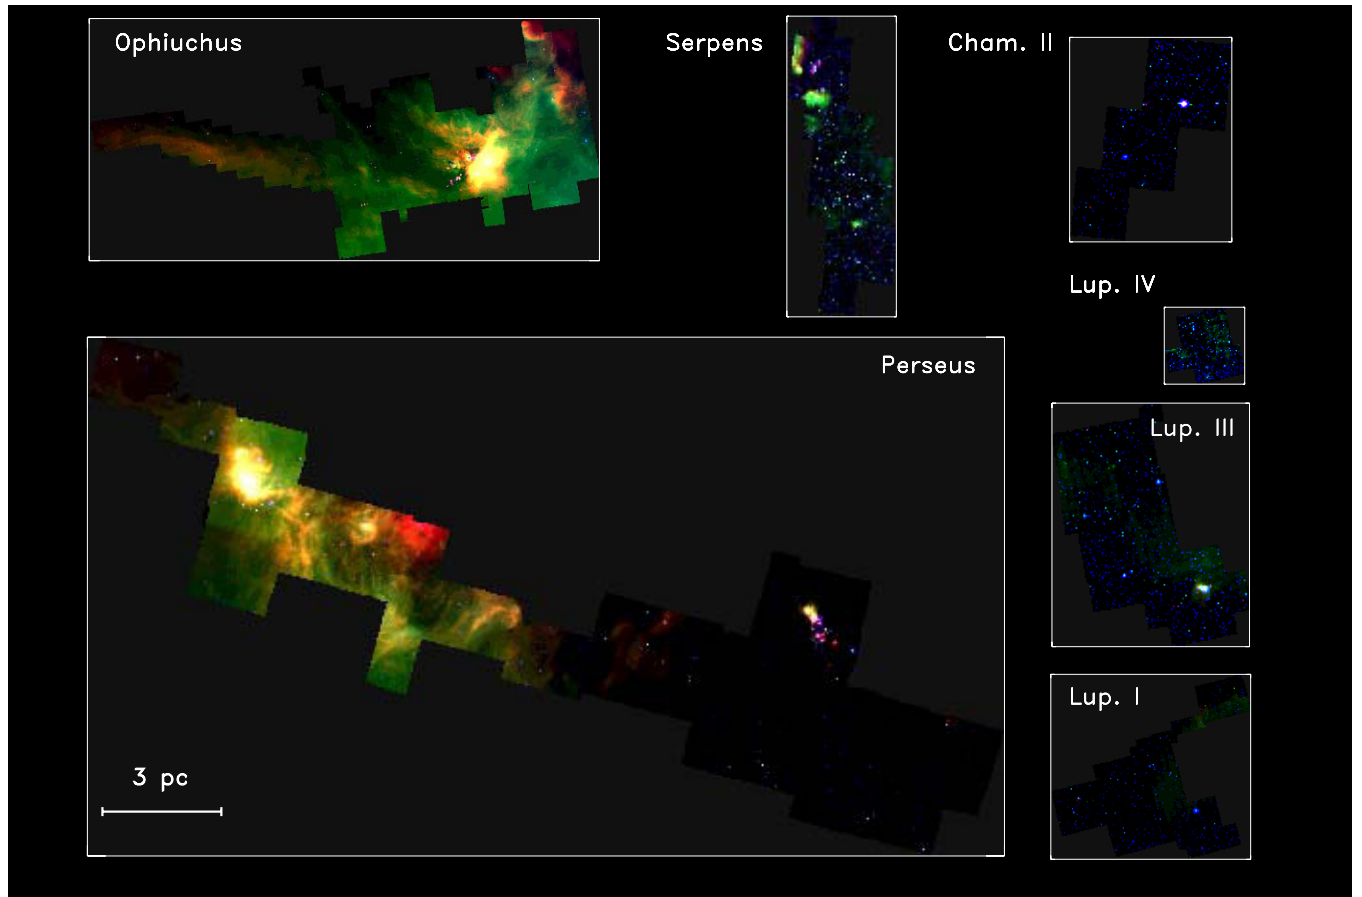 Ophiuchus
Serpens
Cham. II
Lup. IV
Perseus
Lup. III
Lup. I
3 pc